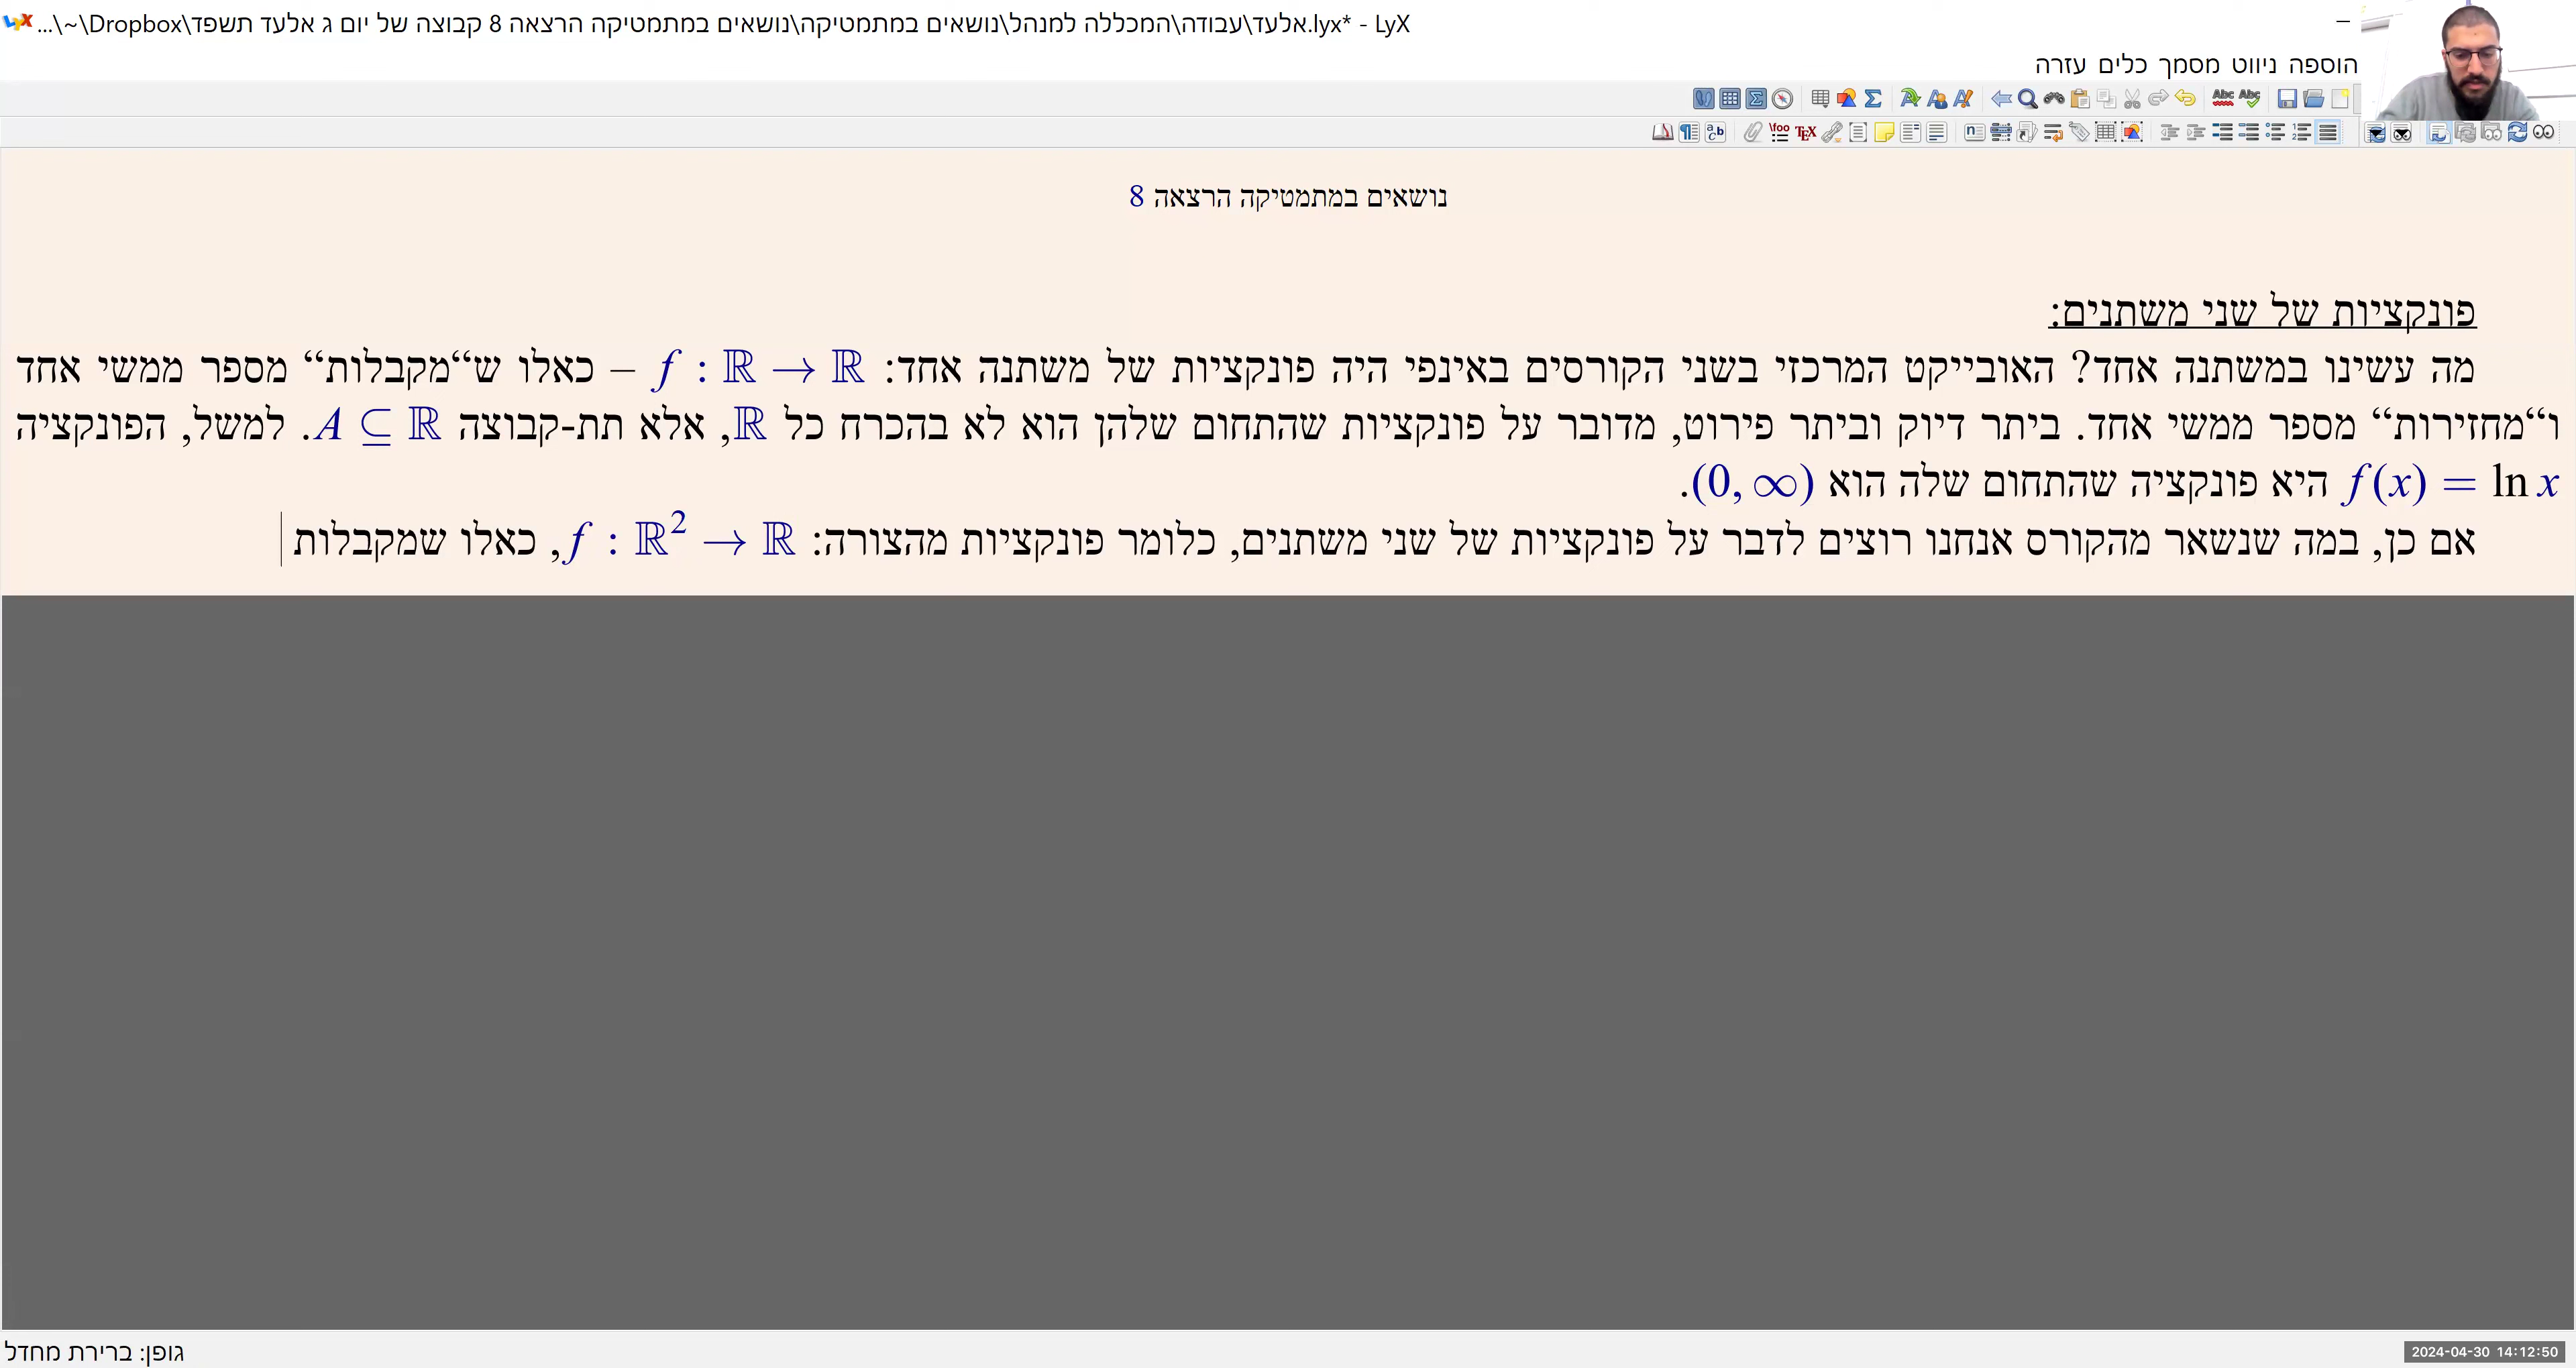 ...\~\Dropbox\אלעד\עבודה\המכללה למנהל\נושאים במתמטיקה\נושאים במתמטיקה הרצאה 8 קבוצה של יום ג אלעד תשפד.lyx* - LyX
הוספה ניווט מסמך כלים עזרה
נושאים במתמטיקה הרצאה 8
פונקציות של שני משתנים:
מה עשינו במשתנה אחד? האובייקט המרכזי בשני הקורסים באינפי היה פונקציות של משתנה אחד: f : ℝ → ℝ – כאלו ש“מקבלות“ מספר ממשי אחד
ו“מחזירות“ מספר ממשי אחד. ביתר דיוק וביתר פירוט, מדובר על פונקציות שהתחום שלהן הוא לא בהכרח כל ℝ, אלא תת-קבוצה A ⊆ ℝ. למשל, הפונקציה
f(x) = ln x היא פונקציה שהתחום שלה הוא (0, ∞).
אם כן, במה שנשאר מהקורס אנחנו רוצים לדבר על פונקציות של שני משתנים, כלומר פונקציות מהצורה: f : ℝ² → ℝ, כאלו שמקבלות
גופן: ברירת מחדל
2024-04-30 14:12:50